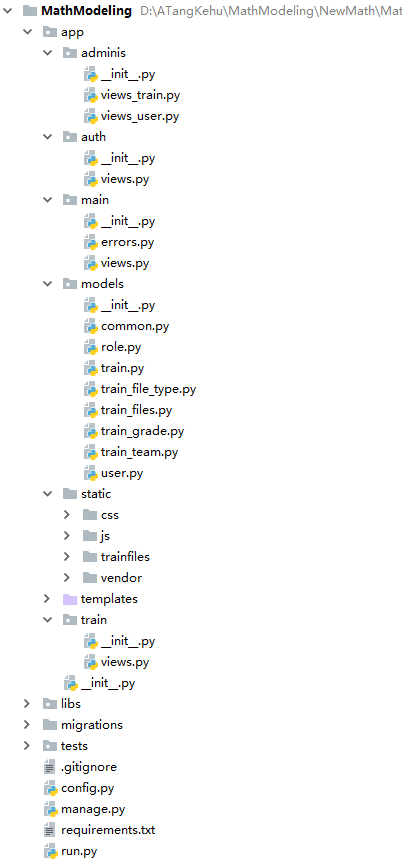 MathModeling D:\ATangKehu\MathModeling\NewMath\Mat
app
adminis
__init__.py
views_train.py
views_user.py
auth
__init__.py
views.py
main
__init__.py
errors.py
views.py
models
__init__.py
common.py
role.py
train.py
train_file_type.py
train_files.py
train_grade.py
train_team.py
user.py
static
css
js
trainfiles
vendor
templates
train
__init__.py
views.py
__init__.py
libs
migrations
tests
.gitignore
config.py
manage.py
requirements.txt
run.py